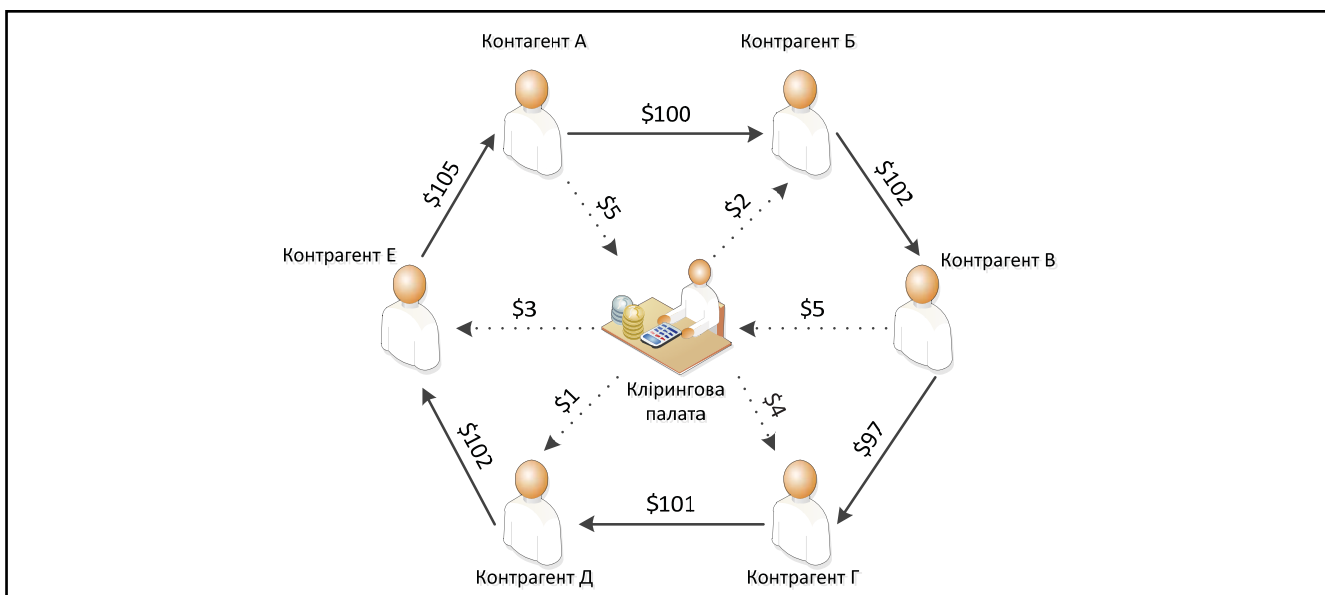 Контагент А
Контрагент Б
$100
$105
$102
$5
$2
Контрагент Е
Контрагент В
$3
$5
Клірингова
палата
$1
$4
$102
$97
$101
Контрагент Д
Контрагент Г